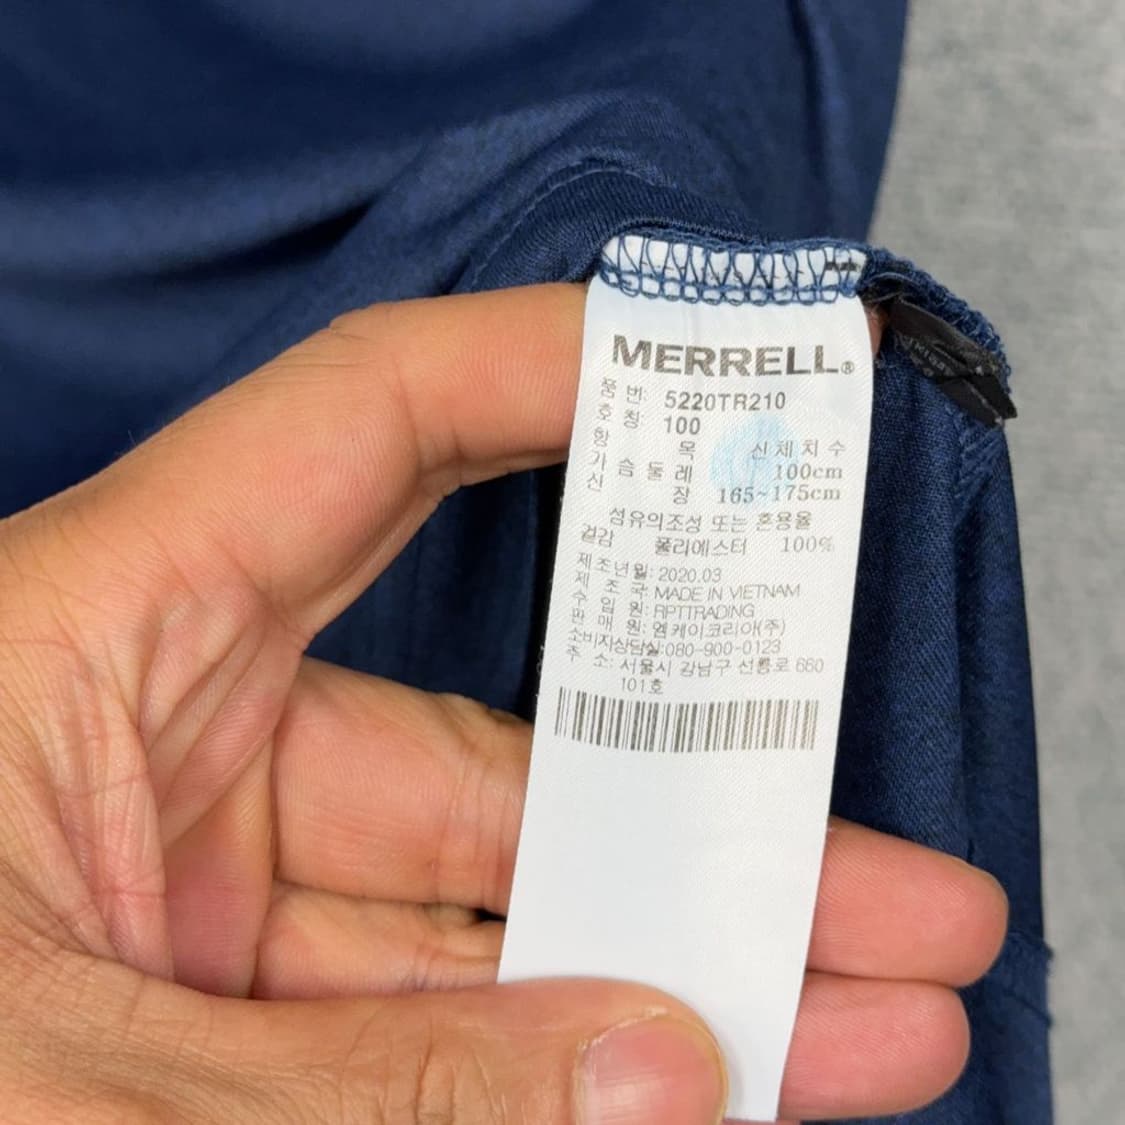 MERRELL®
품 번: 5220TR210
호 칭: 100
항 목 신체치수
가 슴 둘 레 100cm
신 장 165~175cm
섬유의조성 또는 혼용율
겉감 폴리에스터 100%
제조년월: 2020.03
제 조 국: MADE IN VIETNAM
수 입 원: RPTTRADING
판 매 원: 엠케이코리아(주)
소비자상담실:080-900-0123
주 소: 서울시 강남구 선릉로 660
101호